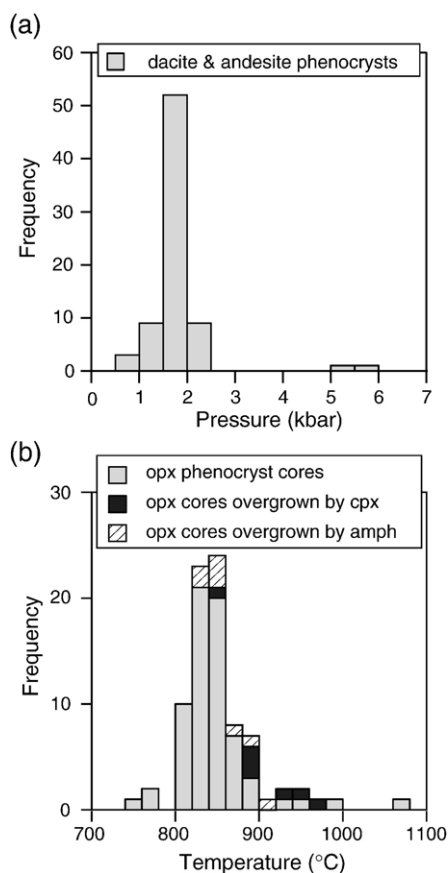 (a)
60
dacite & andesite phenocrysts
50
40
30
20
10
0
Frequency
0 1 2 3 4 5 6 7
Pressure (kbar)
(b)
opx phenocryst cores
opx cores overgrown by cpx
opx cores overgrown by amph
30
20
10
0
Frequency
700 800 900 1000 1100
Temperature (°C)